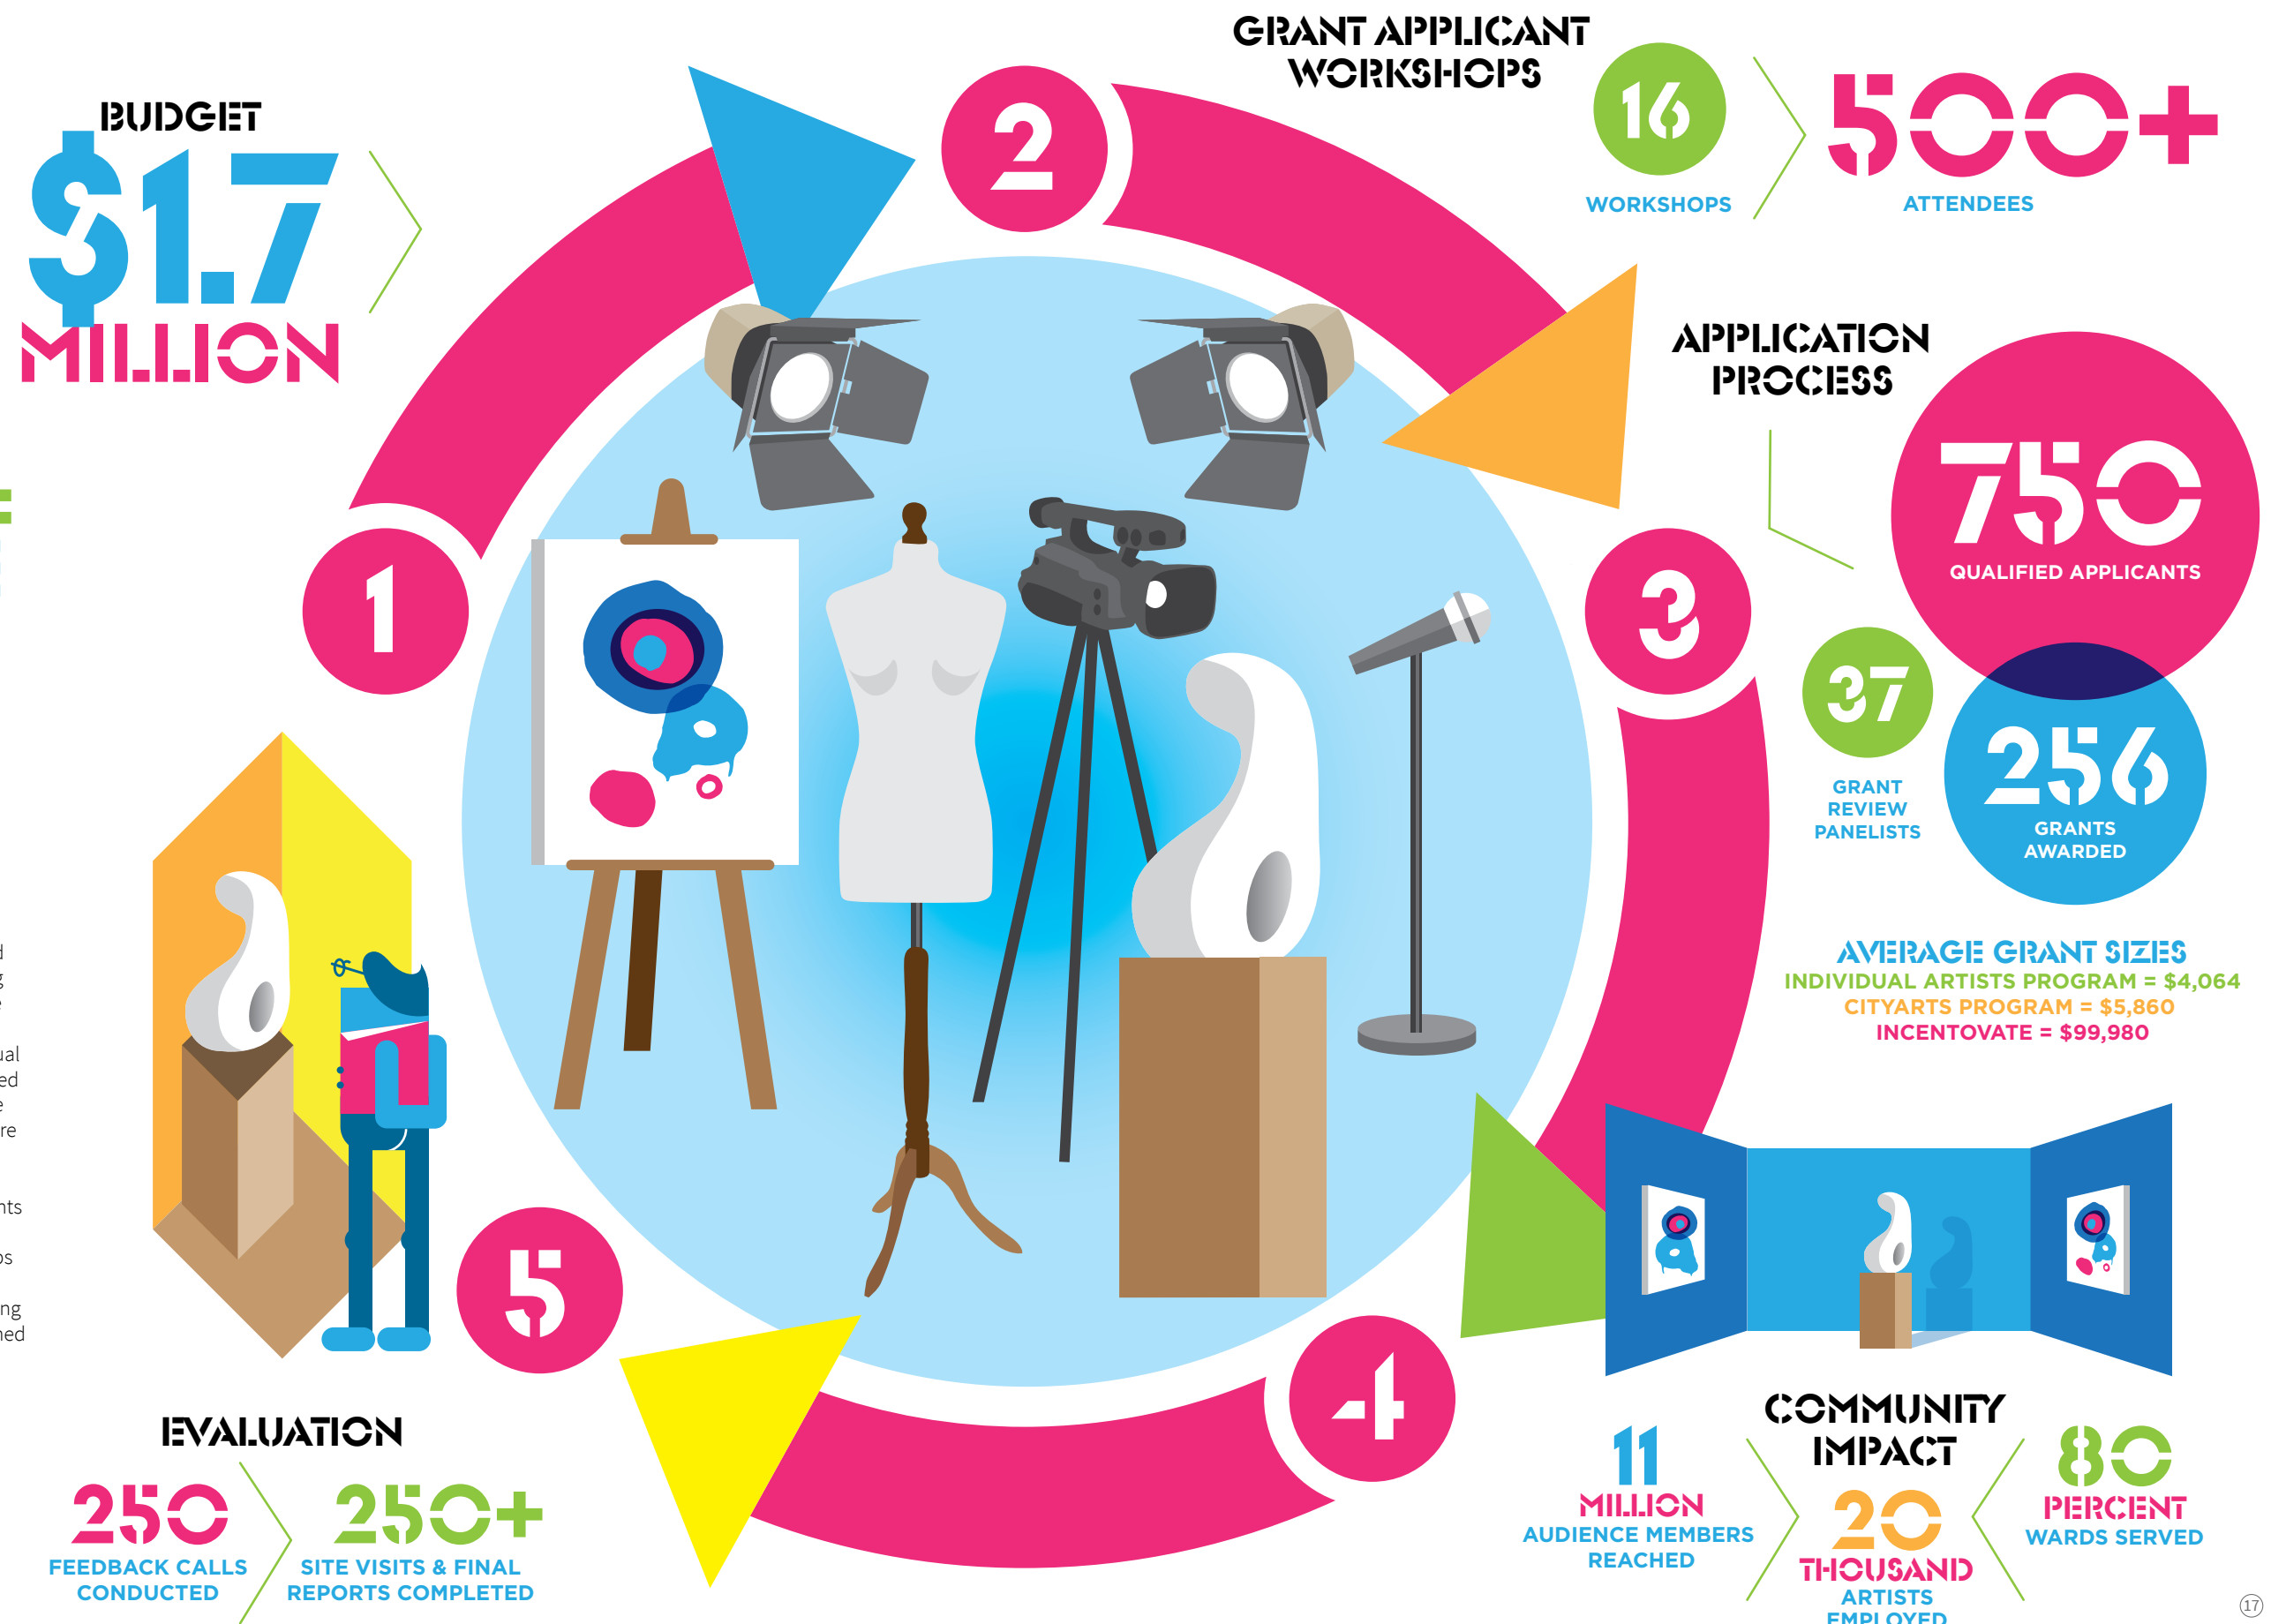 BUDGET
$1.7
MILLION
1
2
GRANT APPLICANT
WORKSHOPS
16
WORKSHOPS
500+
ATTENDEES
3
APPLICATION
PROCESS
750
QUALIFIED APPLICANTS
37
GRANT
REVIEW
PANELISTS
256
GRANTS
AWARDED
AVERAGE GRANT SIZES
INDIVIDUAL ARTISTS PROGRAM = $4,064
CITYARTS PROGRAM = $5,860
INCENTOVATE = $99,980
4
COMMUNITY
IMPACT
11
MILLION
AUDIENCE MEMBERS
REACHED
20
THOUSAND
ARTISTS
EMPLOYED
80
PERCENT
WARDS SERVED
5
EVALUATION
250
FEEDBACK CALLS
CONDUCTED
250+
SITE VISITS & FINAL
REPORTS COMPLETED
17